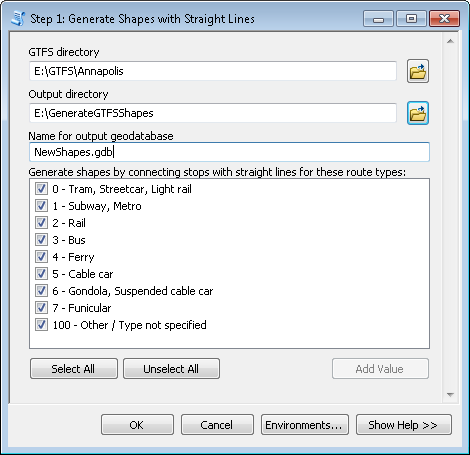 Step 1: Generate Shapes with Straight Lines
GTFS directory
E:\GTFS\Annapolis
Output directory
E:\GenerateGTFSShapes
Name for output geodatabase
NewShapes.gdb
Generate shapes by connecting stops with straight lines for these route types:
0 - Tram, Streetcar, Light rail
1 - Subway, Metro
2 - Rail
3 - Bus
4 - Ferry
5 - Cable car
6 - Gondola, Suspended cable car
7 - Funicular
100 - Other / Type not specified
Select All
Unselect All
Add Value
OK
Cancel
Environments...
Show Help >>